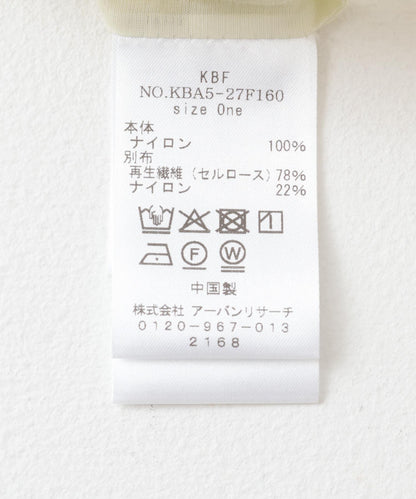 KBF
NO.KBA5-27F160
size One
本体
ナイロン 100%
別布
再生繊維 (セルロース) 78%
ナイロン 22%
F W
中国製
株式会社 アーバンリサーチ
0120-967-013
2168